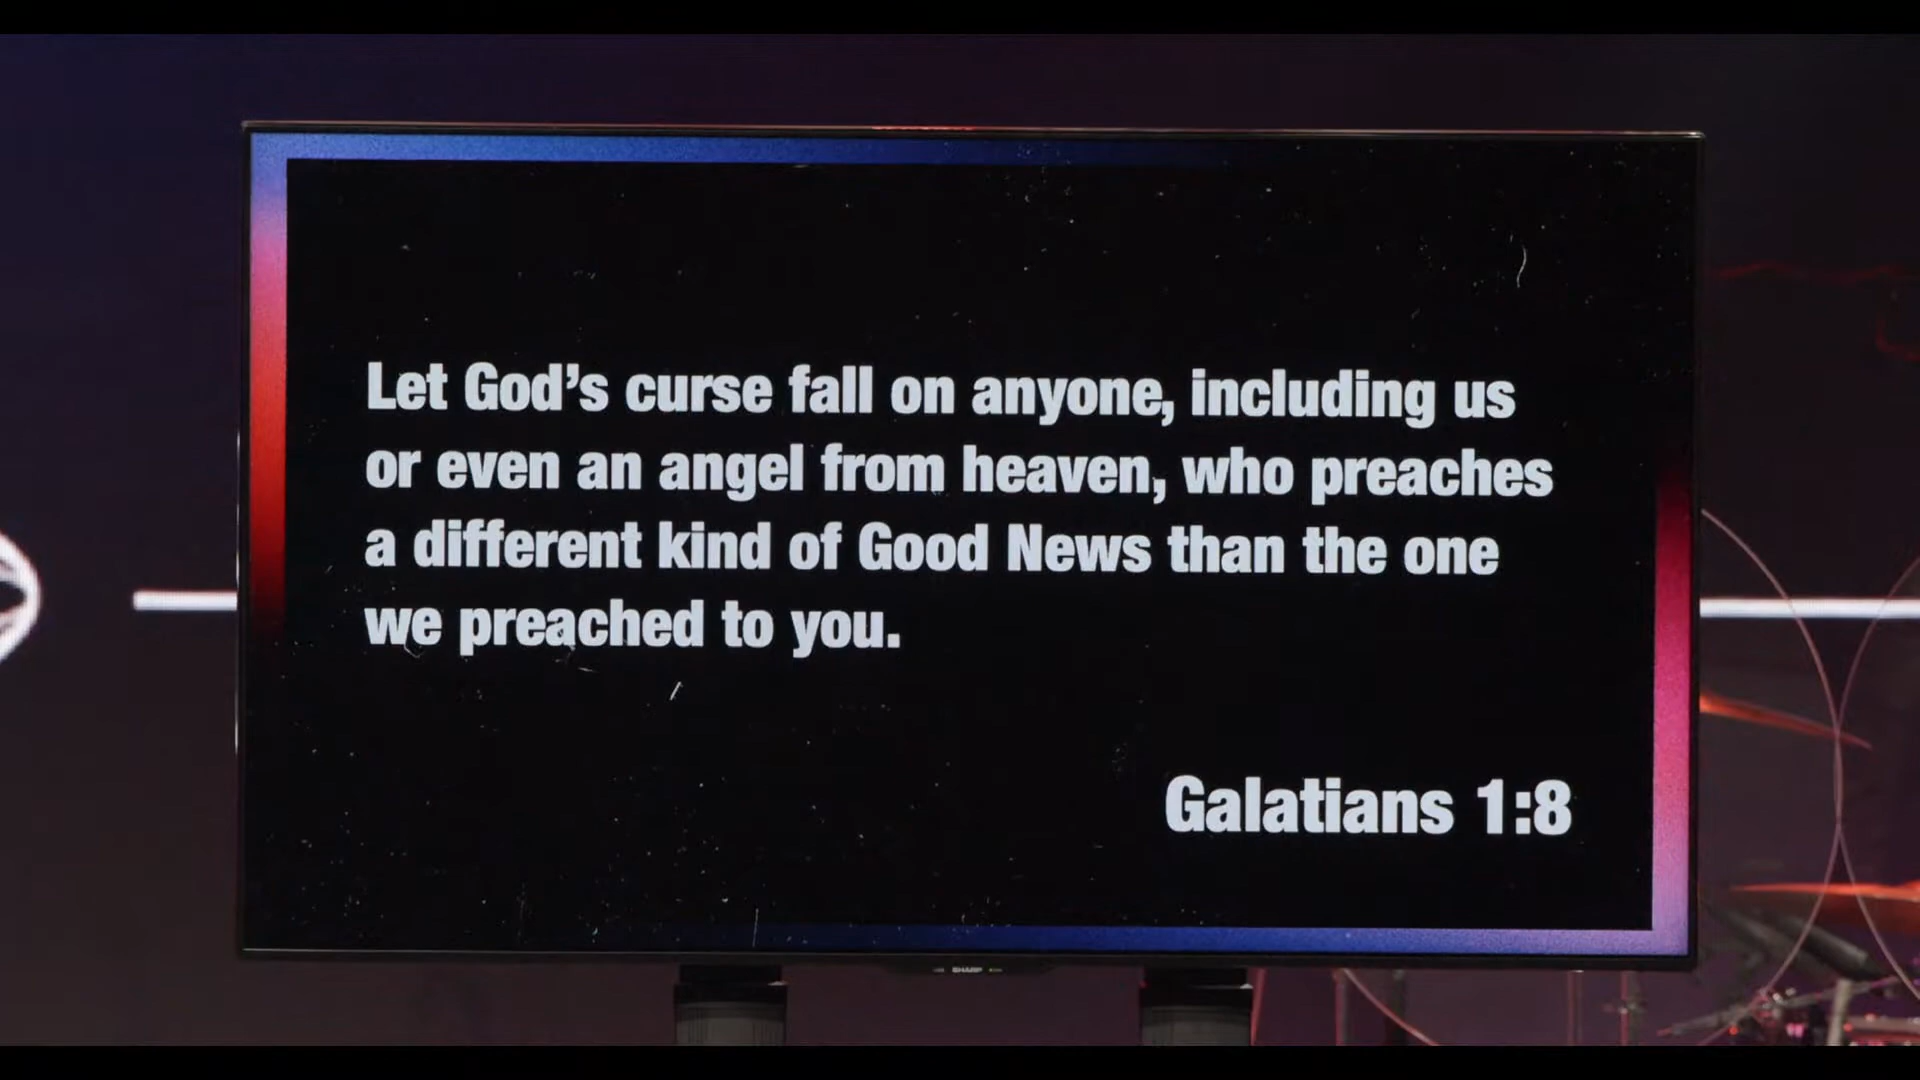 Let God’s curse fall on anyone, including us
or even an angel from heaven, who preaches
a different kind of Good News than the one
we preached to you.
Galatians 1:8
SHARP